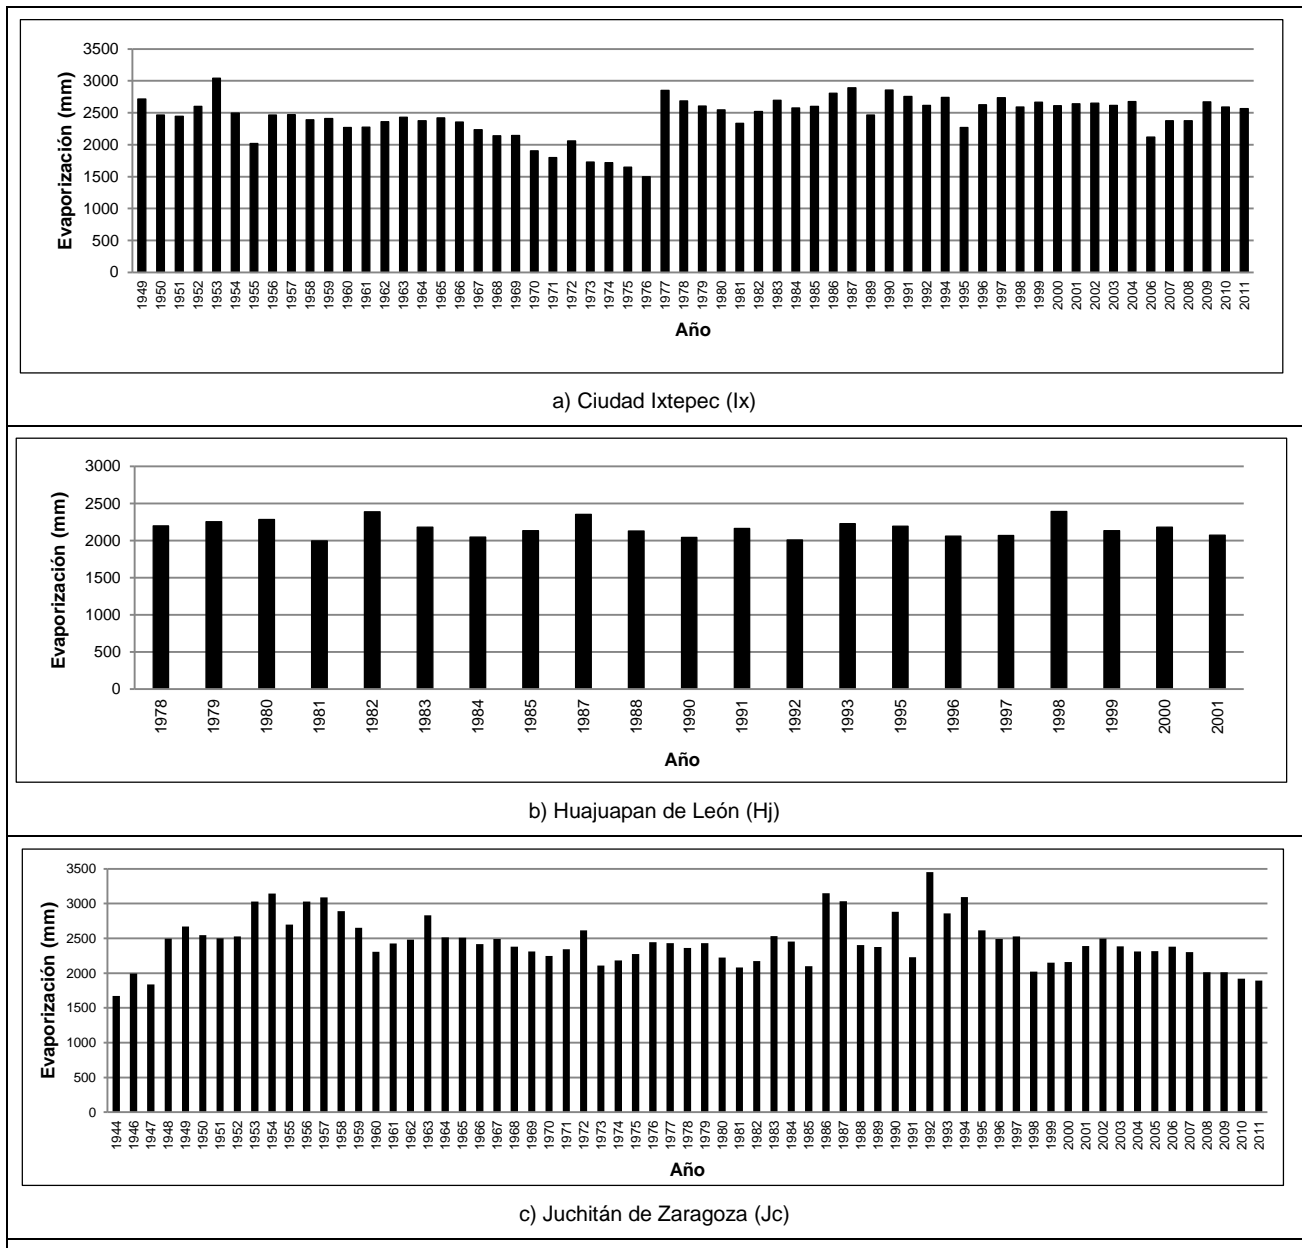 3500
3000
2500
2000
1500
1000
500
0
Evaporización (mm)
1949 1950 1951 1952 1953 1954 1955 1956 1957 1958 1959 1960 1961 1962 1963 1964 1965 1966 1967 1968 1969 1970 1971 1972 1973 1974 1975 1976 1977 1978 1979 1980 1981 1982 1983 1984 1985 1986 1987 1989 1990 1991 1992 1994 1995 1996 1997 1998 1999 2000 2001 2002 2003 2004 2006 2007 2008 2009 2010 2011
Año
a) Ciudad Ixtepec (Ix)
3000
2500
2000
1500
1000
500
0
Evaporización (mm)
1978 1979 1980 1981 1982 1983 1984 1985 1987 1988 1990 1991 1992 1993 1995 1996 1997 1998 1999 2000 2001
Año
b) Huajuapan de León (Hj)
3500
3000
2500
2000
1500
1000
500
0
Evaporización (mm)
1944 1946 1947 1948 1949 1950 1951 1952 1953 1954 1955 1956 1957 1958 1959 1960 1961 1962 1963 1964 1965 1966 1967 1968 1969 1970 1971 1972 1973 1974 1975 1976 1977 1978 1979 1980 1981 1982 1983 1984 1985 1986 1987 1988 1989 1990 1991 1992 1993 1994 1995 1996 1997 1998 1999 2000 2001 2002 2003 2004 2005 2006 2007 2008 2009 2010 2011
Año
c) Juchitán de Zaragoza (Jc)